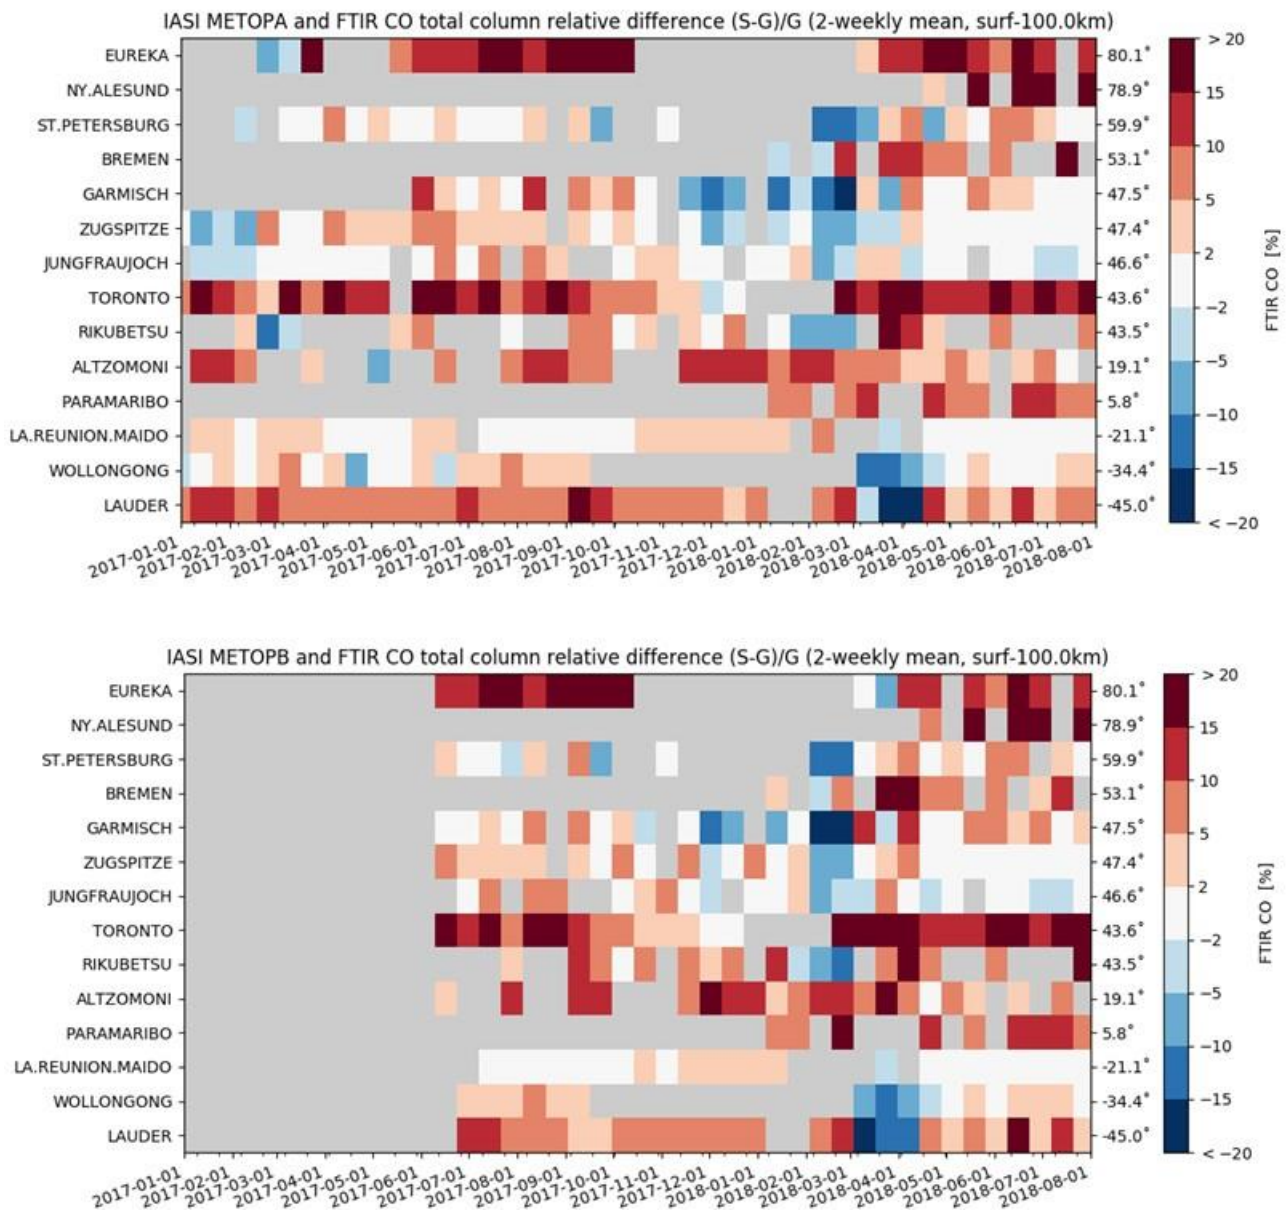 IASI METOPA and FTIR CO total column relative difference (S-G)/G (2-weekly mean, surf-100.0km)
EUREKA 80.1° > 20
NY.ALESUND 78.9° 15
ST.PETERSBURG 59.9° 10
BREMEN 53.1°
GARMISCH 47.5° 5
ZUGSPITZE 47.4° 2
JUNGFRAUJOCH 46.6°
TORONTO 43.6° −2
RIKUBETSU 43.5° −5
ALTZOMONI 19.1°
PARAMARIBO 5.8° −10
LA.REUNION.MAIDO -21.1°
WOLLONGONG -34.4° −15
LAUDER -45.0° < −20
FTIR CO [%]
2017-01-01 2017-02-01 2017-03-01 2017-04-01 2017-05-01 2017-06-01 2017-07-01 2017-08-01 2017-09-01 2017-10-01 2017-11-01 2017-12-01 2018-01-01 2018-02-01 2018-03-01 2018-04-01 2018-05-01 2018-06-01 2018-07-01 2018-08-01
IASI METOPB and FTIR CO total column relative difference (S-G)/G (2-weekly mean, surf-100.0km)
EUREKA 80.1° > 20
NY.ALESUND 78.9° 15
ST.PETERSBURG 59.9° 10
BREMEN 53.1°
GARMISCH 47.5° 5
ZUGSPITZE 47.4° 2
JUNGFRAUJOCH 46.6°
TORONTO 43.6° −2
RIKUBETSU 43.5° −5
ALTZOMONI 19.1°
PARAMARIBO 5.8° −10
LA.REUNION.MAIDO -21.1°
WOLLONGONG -34.4° −15
LAUDER -45.0° < −20
FTIR CO [%]
2017-01-01 2017-02-01 2017-03-01 2017-04-01 2017-05-01 2017-06-01 2017-07-01 2017-08-01 2017-09-01 2017-10-01 2017-11-01 2017-12-01 2018-01-01 2018-02-01 2018-03-01 2018-04-01 2018-05-01 2018-06-01 2018-07-01 2018-08-01